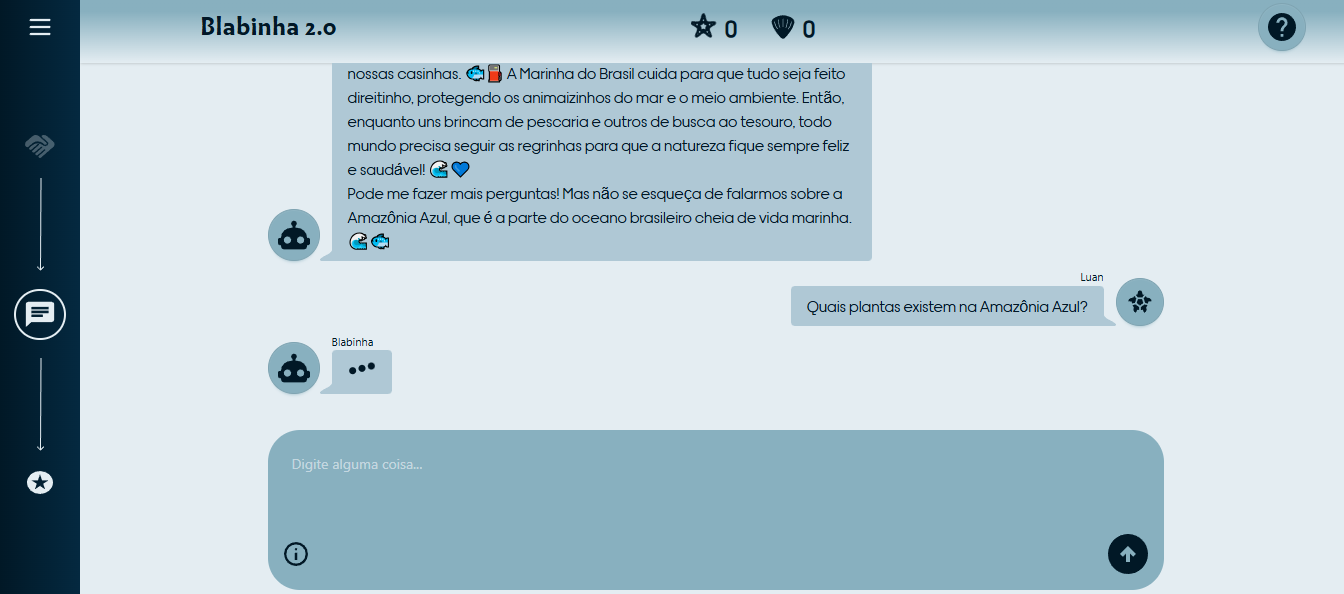 Blabinha 2.0
0
0
nossas casinhas. 🐟⛽ A Marinha do Brasil cuida para que tudo seja feito
direitinho, protegendo os animaizinhos do mar e o meio ambiente. Então,
enquanto uns brincam de pescaria e outros de busca ao tesouro, todo
mundo precisa seguir as regrinhas para que a natureza fique sempre feliz
e saudável! 🌊💙
Pode me fazer mais perguntas! Mas não se esqueça de falarmos sobre a
Amazônia Azul, que é a parte do oceano brasileiro cheia de vida marinha.
🌊🐟
Luan
Quais plantas existem na Amazônia Azul?
Blabinha
Digite alguma coisa...